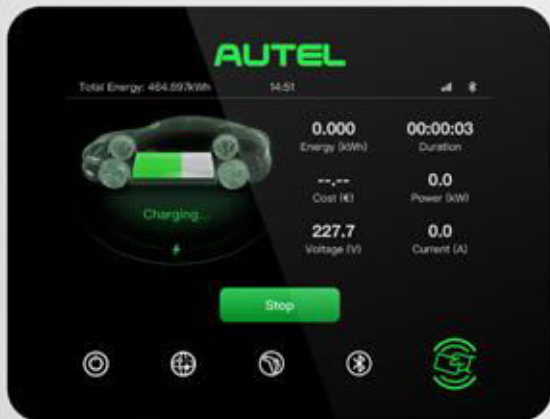 AUTEL
Total Energy: 464.897kWh 14:51
0.000 00:00:03
Energy (kWh) Duration
--.-- 0.0
Cost (€) Power (kW)
Charging...
227.7 0.0
Voltage (V) Current (A)
Stop